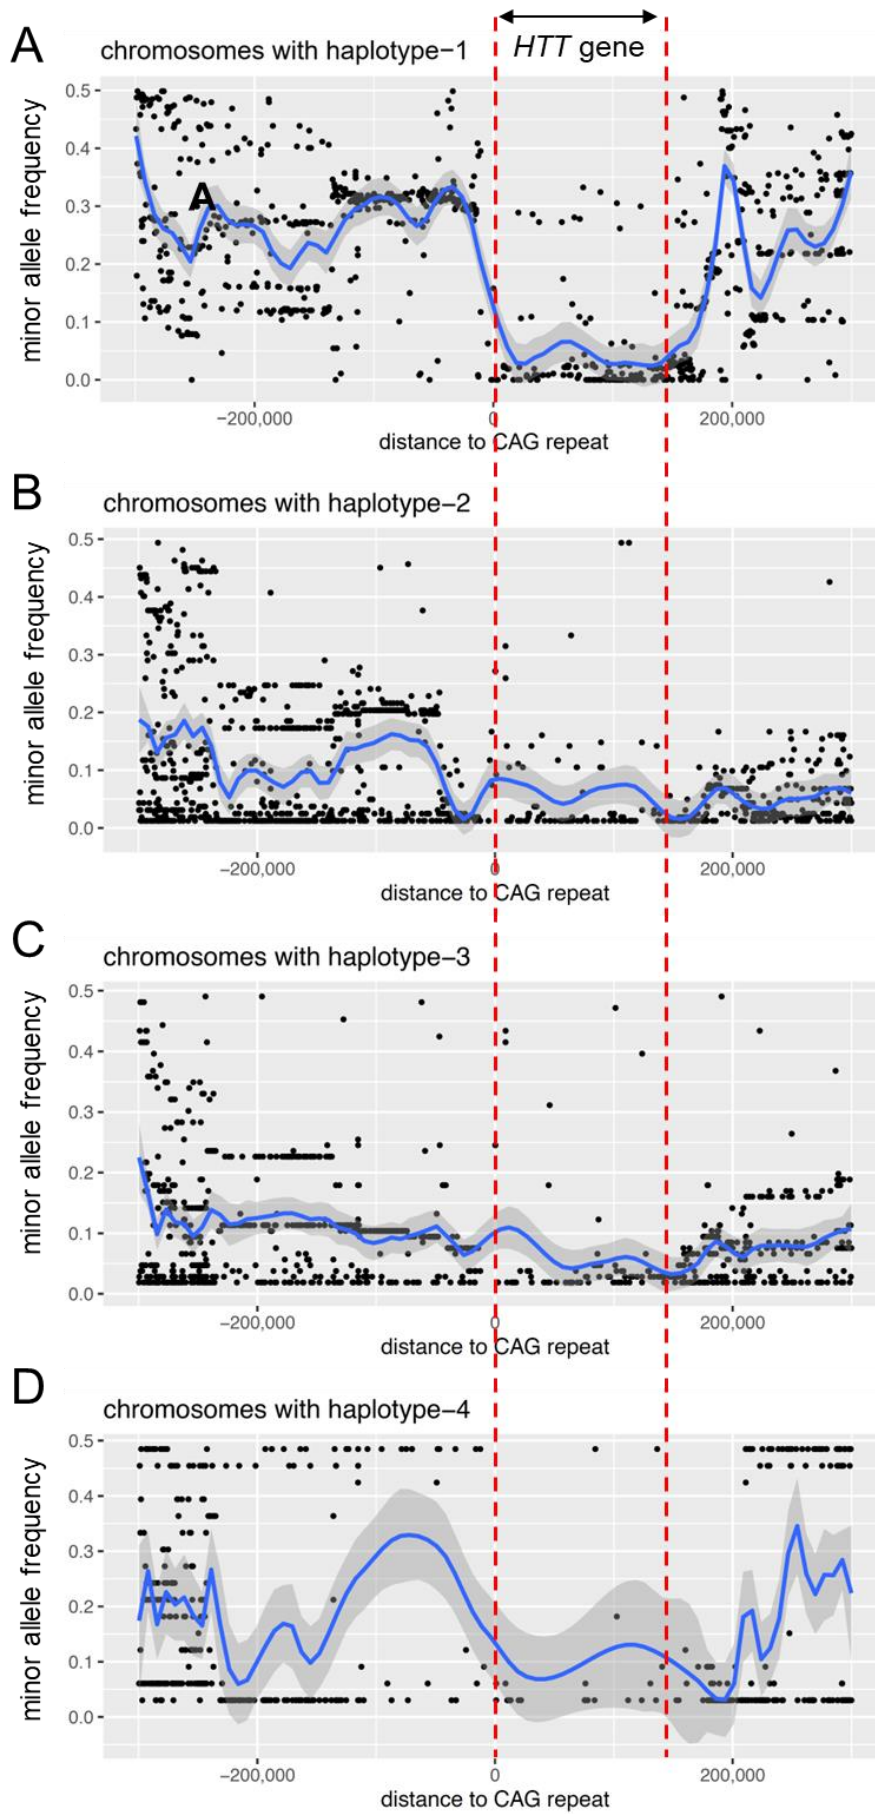 A
chromosomes with haplotype−1
HTT gene
minor allele frequency
0.5
0.4
0.3
0.2
0.1
0.0
A
−200,000
0
200,000
distance to CAG repeat
B
chromosomes with haplotype−2
minor allele frequency
0.5
0.4
0.3
0.2
0.1
0.0
−200,000
0
200,000
distance to CAG repeat
C
chromosomes with haplotype−3
minor allele frequency
0.5
0.4
0.3
0.2
0.1
0.0
−200,000
0
200,000
distance to CAG repeat
D
chromosomes with haplotype−4
minor allele frequency
0.5
0.4
0.3
0.2
0.1
0.0
−200,000
0
200,000
distance to CAG repeat